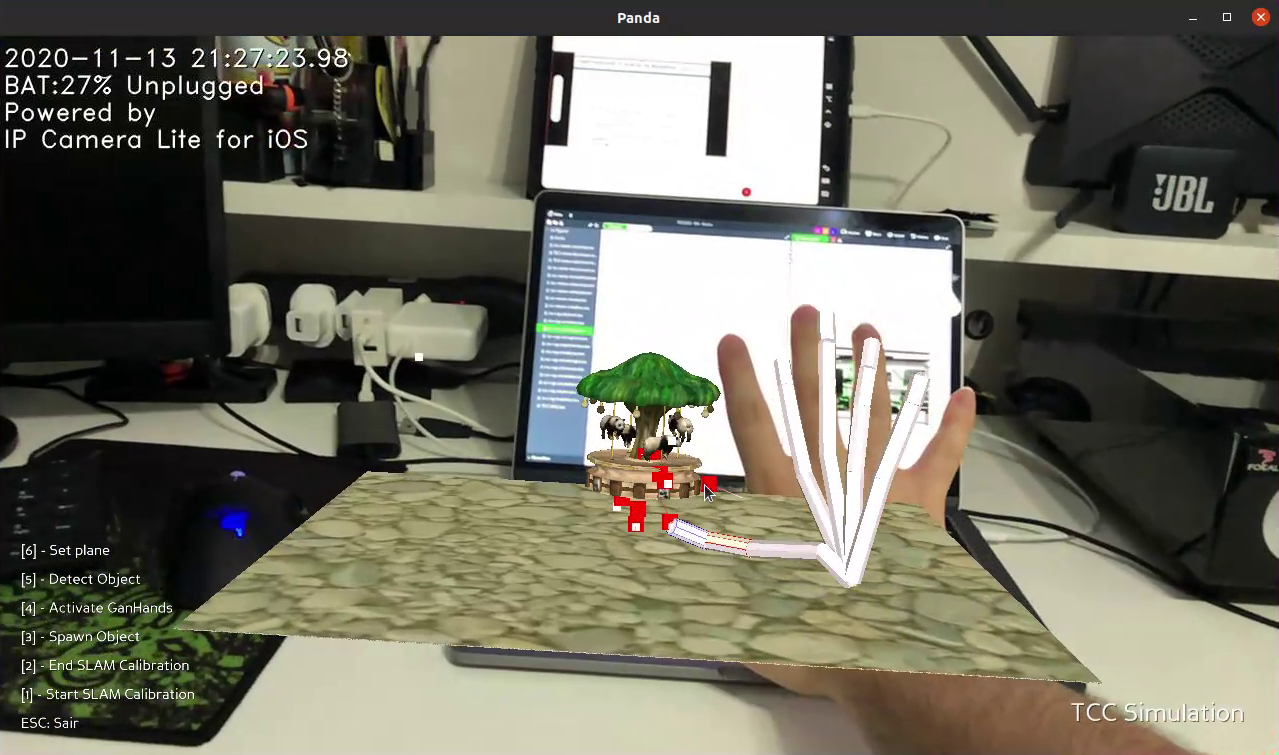 Panda
2020-11-13 21:27:23.98
BAT:27% Unplugged
Powered by
IP Camera Lite for iOS
JBL
FOCAL
[6] - Set plane
[5] - Detect Object
[4] - Activate GanHands
[3] - Spawn Object
[2] - End SLAM Calibration
[1] - Start SLAM Calibration
ESC: Sair
TCC Simulation